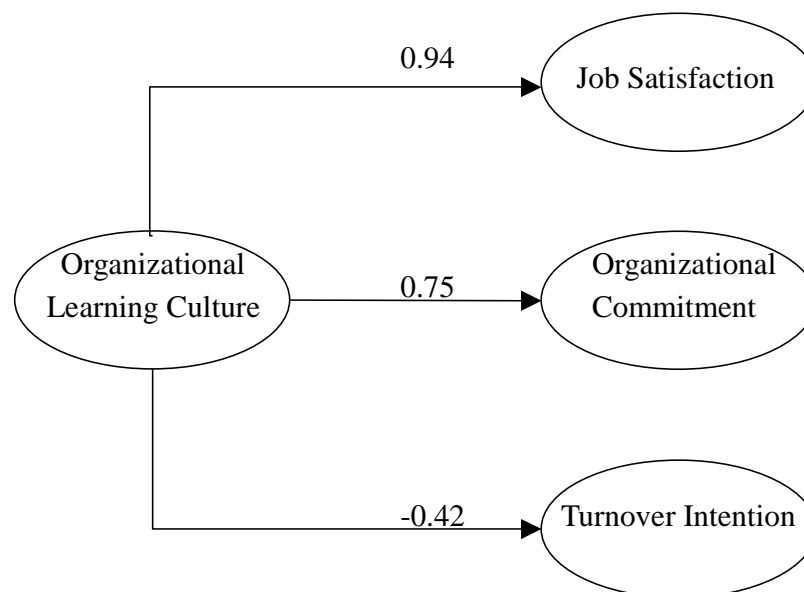 0.94
Job Satisfaction
Organizational
Learning Culture
0.75
Organizational
Commitment
-0.42
Turnover Intention